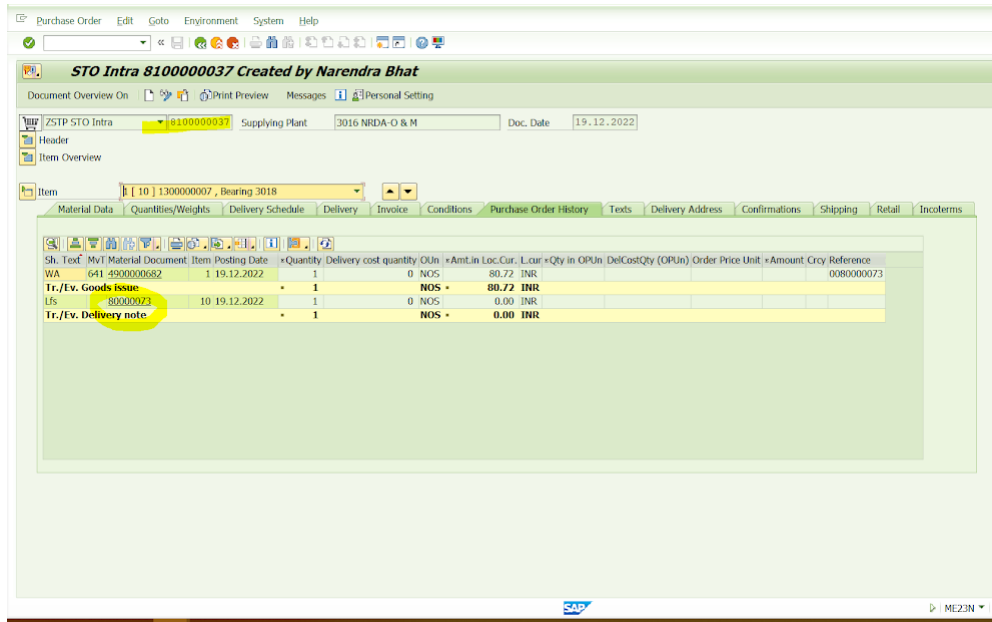 Purchase Order Edit Goto Environment System Help
STO Intra 8100000037 Created by Narendra Bhat
Document Overview On Print Preview Messages Personal Setting
ZSTP STO Intra 8100000037 Supplying Plant 3016 NRDA-O & M Doc. Date 19.12.2022
Header
Item Overview
Item 1 [ 10 ] 1300000007 , Bearing 3018
Material Data Quantities/Weights Delivery Schedule Delivery Invoice Conditions Purchase Order History Texts Delivery Address Confirmations Shipping Retail Incoterms
Sh. Text MvT Material Document Item Posting Date Quantity Delivery cost quantity OUn Amt.in Loc.Cur. L.cur Qty in OPUn DelCostQty (OPUn) Order Price Unit Amount Crcy Reference
WA 641 4900000682 1 19.12.2022 1 0 NOS 80.72 INR 0080000073
Tr./Ev. Goods issue 1 NOS 80.72 INR
Lfs 80000073 10 19.12.2022 1 0 NOS 0.00 INR
Tr./Ev. Delivery note 1 NOS 0.00 INR
SAP ME23N